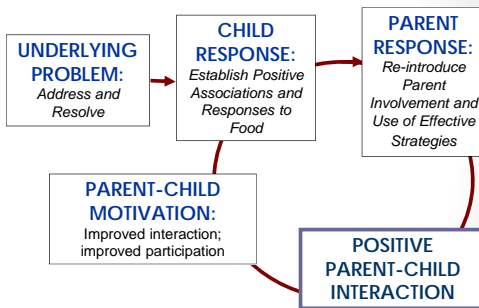 UNDERLYING
PROBLEM:
Address and
Resolve
CHILD
RESPONSE:
Establish Positive
Associations and
Responses to
Food
PARENT
RESPONSE:
Re-introduce
Parent
Involvement and
Use of Effective
Strategies
PARENT-CHILD
MOTIVATION:
Improved interaction;
improved participation
POSITIVE
PARENT-CHILD
INTERACTION